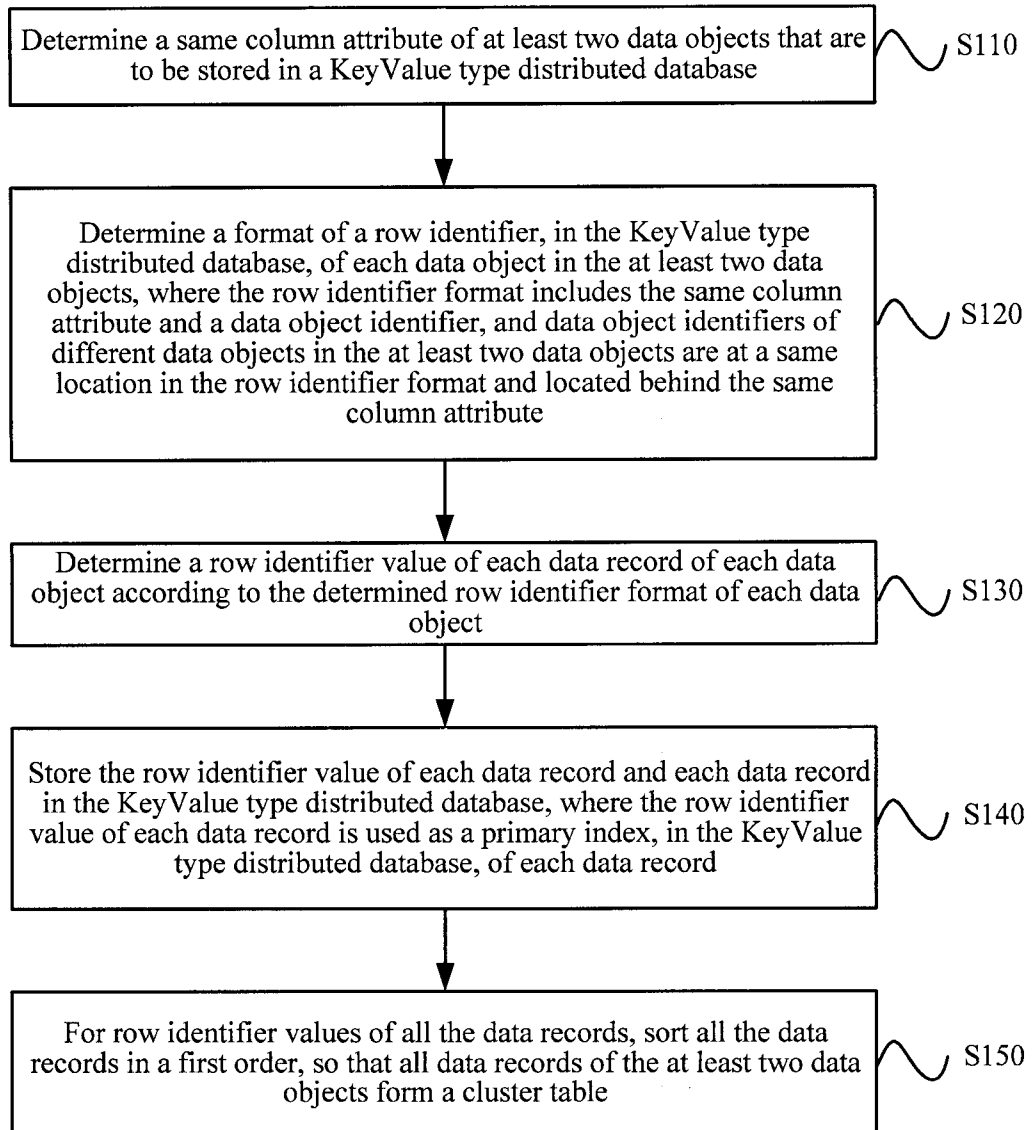 Determine a same column attribute of at least two data objects that are
to be stored in a KeyValue type distributed database
S110
Determine a format of a row identifier, in the KeyValue type
distributed database, of each data object in the at least two data
objects, where the row identifier format includes the same column
attribute and a data object identifier, and data object identifiers of
different data objects in the at least two data objects are at a same
location in the row identifier format and located behind the same
column attribute
S120
Determine a row identifier value of each data record of each data
object according to the determined row identifier format of each data
object
S130
Store the row identifier value of each data record and each data record
in the KeyValue type distributed database, where the row identifier
value of each data record is used as a primary index, in the KeyValue
type distributed database, of each data record
S140
For row identifier values of all the data records, sort all the data
records in a first order, so that all data records of the at least two data
objects form a cluster table
S150